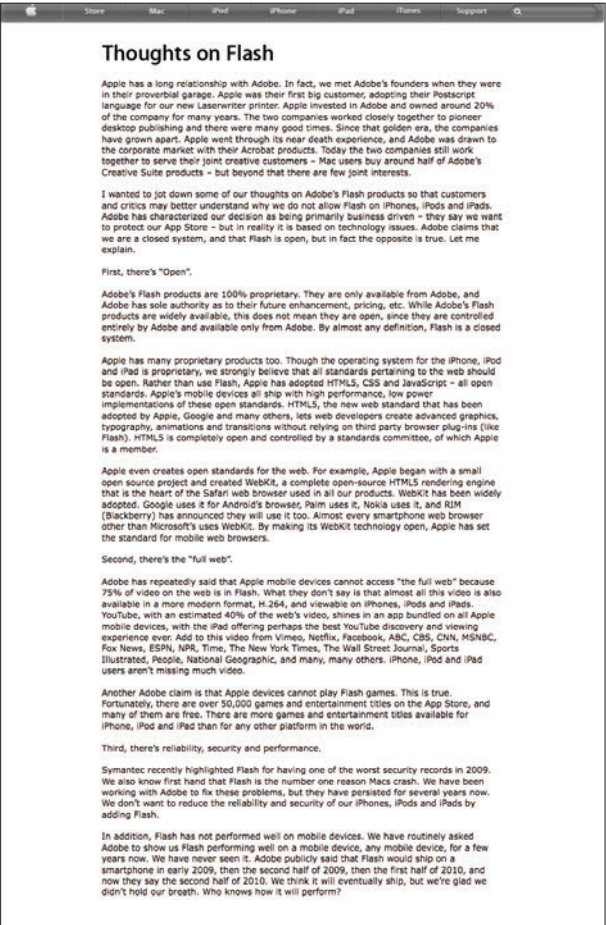 Store Mac iPod iPhone iPad iTunes Support
Thoughts on Flash
Apple has a long relationship with Adobe. In fact, we met Adobe's founders when they were
in their proverbial garage. Apple was their first big customer, adopting their Postscript
language for our new Laserwriter printer. Apple invested in Adobe and owned around 20%
of the company for many years. The two companies worked closely together to pioneer
desktop publishing and there were many good times. Since that golden era, the companies
have grown apart. Apple went through its near death experience, and Adobe was drawn to
the corporate market with their Acrobat products. Today the two companies still work
together to serve their joint creative customers – Mac users buy around half of Adobe's
Creative Suite products – but beyond that there are few joint interests.
I wanted to jot down some of our thoughts on Adobe's Flash products so that customers
and critics may better understand why we do not allow Flash on iPhones, iPods and iPads.
Adobe has characterized our decision as being primarily business driven – they say we want
to protect our App Store – but in reality it is based on technology issues. Adobe claims that
we are a closed system, and that Flash is open, but in fact the opposite is true. Let me
explain.
First, there's "Open".
Adobe's Flash products are 100% proprietary. They are only available from Adobe, and
Adobe has sole authority as to their future enhancement, pricing, etc. While Adobe's Flash
products are widely available, this does not mean they are open, since they are controlled
entirely by Adobe and available only from Adobe. By almost any definition, Flash is a closed
system.
Apple has many proprietary products too. Though the operating system for the iPhone, iPod
and iPad is proprietary, we strongly believe that all standards pertaining to the web should
be open. Rather than use Flash, Apple has adopted HTML5, CSS and JavaScript – all open
standards. Apple's mobile devices all ship with high performance, low power
implementations of these open standards. HTML5, the new web standard that has been
adopted by Apple, Google and many others, lets web developers create advanced graphics,
typography, animations and transitions without relying on third party browser plug-ins (like
Flash). HTML5 is completely open and controlled by a standards committee, of which Apple
is a member.
Apple even creates open standards for the web. For example, Apple began with a small
open source project and created WebKit, a complete open-source HTML5 rendering engine
that is the heart of the Safari web browser used in all our products. WebKit has been widely
adopted. Google uses it for Android's browser, Palm uses it, Nokia uses it, and RIM
(Blackberry) has announced they will use it too. Almost every smartphone web browser
other than Microsoft's uses WebKit. By making its WebKit technology open, Apple has set
the standard for mobile web browsers.
Second, there's the "full web".
Adobe has repeatedly said that Apple mobile devices cannot access "the full web" because
75% of video on the web is in Flash. What they don't say is that almost all this video is also
available in a more modern format, H.264, and viewable on iPhones, iPods and iPads.
YouTube, with an estimated 40% of the web's video, shines in an app bundled on all Apple
mobile devices, with the iPad offering perhaps the best YouTube discovery and viewing
experience ever. Add to this video from Vimeo, Netflix, Facebook, ABC, CBS, CNN, MSNBC,
Fox News, ESPN, NPR, Time, The New York Times, The Wall Street Journal, Sports
Illustrated, People, National Geographic, and many, many others. iPhone, iPod and iPad
users aren't missing much video.
Another Adobe claim is that Apple devices cannot play Flash games. This is true.
Fortunately, there are over 50,000 games and entertainment titles on the App Store, and
many of them are free. There are more games and entertainment titles available for
iPhone, iPod and iPad than for any other platform in the world.
Third, there's reliability, security and performance.
Symantec recently highlighted Flash for having one of the worst security records in 2009.
We also know first hand that Flash is the number one reason Macs crash. We have been
working with Adobe to fix these problems, but they have persisted for several years now.
We don't want to reduce the reliability and security of our iPhones, iPods and iPads by
adding Flash.
In addition, Flash has not performed well on mobile devices. We have routinely asked
Adobe to show us Flash performing well on a mobile device, any mobile device, for a few
years now. We have never seen it. Adobe publicly said that Flash would ship on a
smartphone in early 2009, then the second half of 2009, then the first half of 2010, and
now they say the second half of 2010. We think it will eventually ship, but we're glad we
didn't hold our breath. Who knows how it will perform?